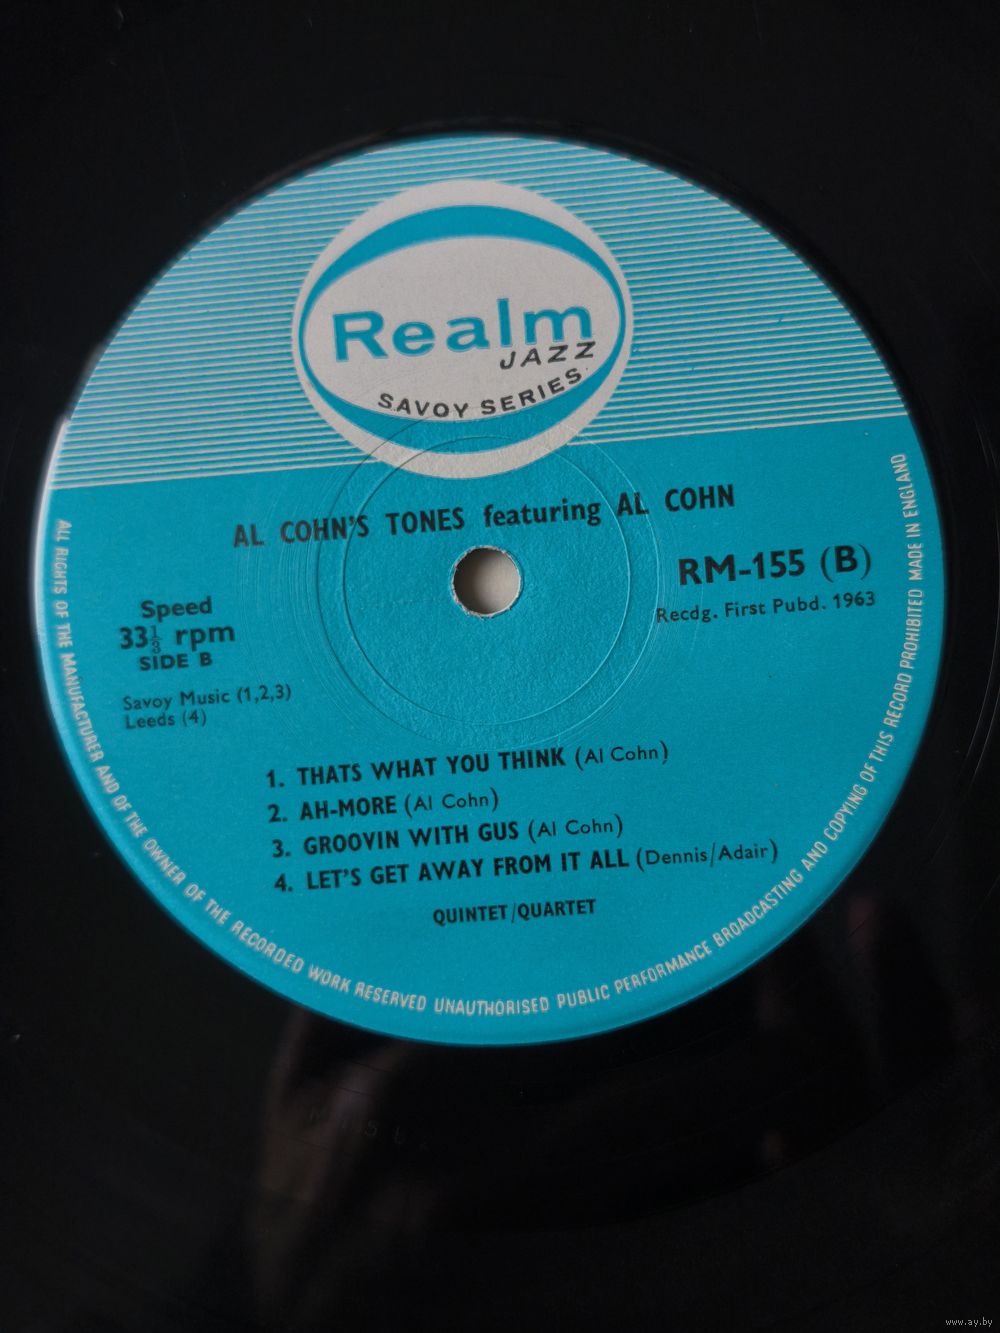 Realm
JAZZ
SAVOY SERIES
AL COHN'S TONES featuring AL COHN
RM-155 (B)
Recdg. First Pubd. 1963
Speed
33⅓ rpm
SIDE B
Savoy Music (1,2,3)
Leeds (4)
1. THATS WHAT YOU THINK (Al Cohn)
2. AH-MORE (Al Cohn)
3. GROOVIN WITH GUS (Al Cohn)
4. LET'S GET AWAY FROM IT ALL (Dennis/Adair)
QUINTET/QUARTET
ALL RIGHTS OF THE MANUFACTURER AND OF THE OWNER OF THE RECORDED WORK RESERVED UNAUTHORISED PUBLIC PERFORMANCE BROADCASTING AND COPYING OF THIS RECORD PROHIBITED MADE IN ENGLAND
www.ay.by